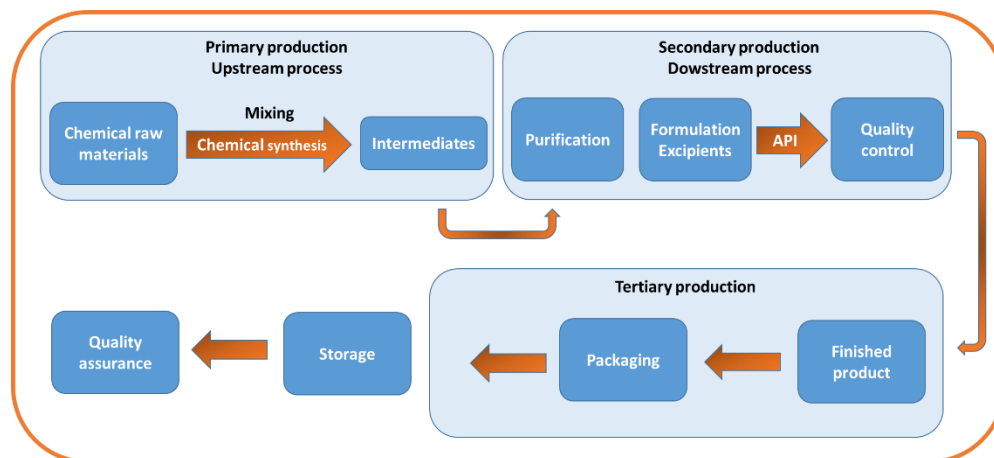 Primary production
Upstream process
Mixing
Chemical raw
materials
Chemical synthesis
Intermediates
Secondary production
Dowstream process
Purification
Formulation
Excipients
API
Quality
control
Tertiary production
Quality
assurance
Storage
Packaging
Finished
product